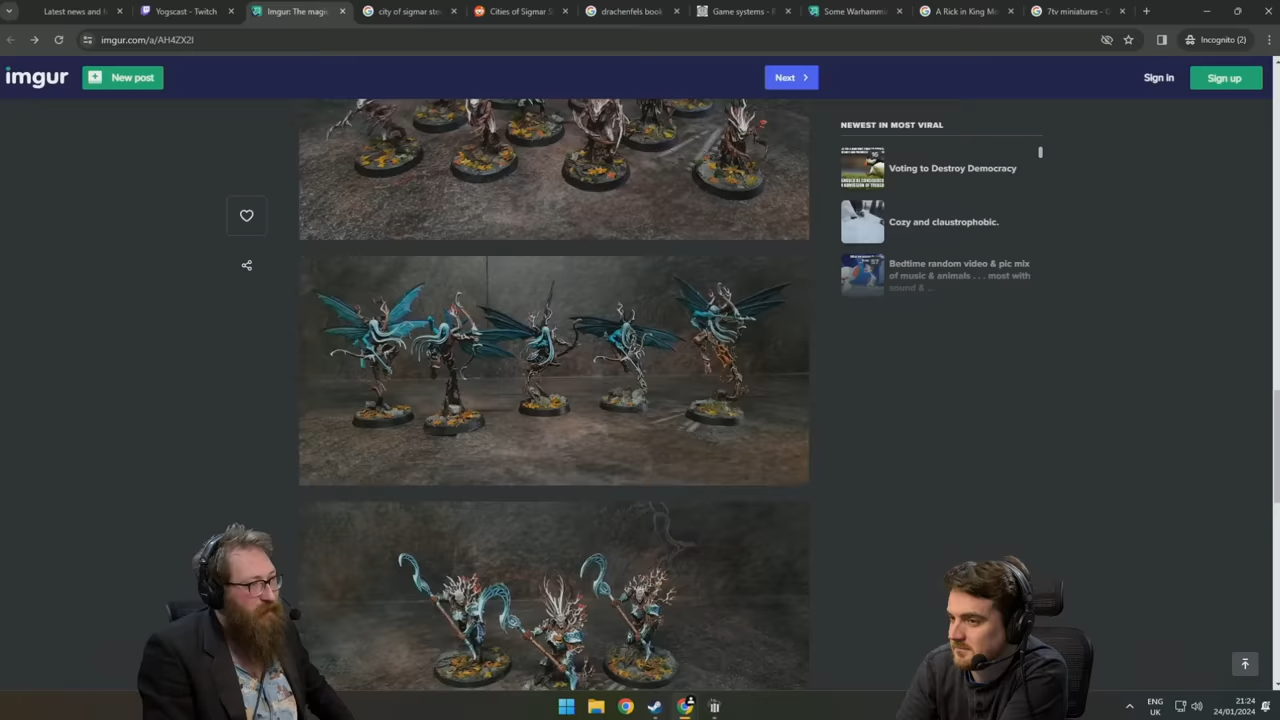 Latest news and
Yogscast - Twitch
Imgur: The magi
city of sigmar ste
Cities of Sigmar S
drachenfels book
Game systems - R
Some Warhammi
A Rick in King M
7tv miniatures - G
imgur.com/a/AH4ZX2I
Incognito (2)
imgur
New post
Next
Sign in
Sign up
NEWEST IN MOST VIRAL
Voting to Destroy Democracy
Cozy and claustrophobic.
Bedtime random video & pic mix
of music & animals . . . most with
sound & ..
ENG
UK
21:24
24/01/2024